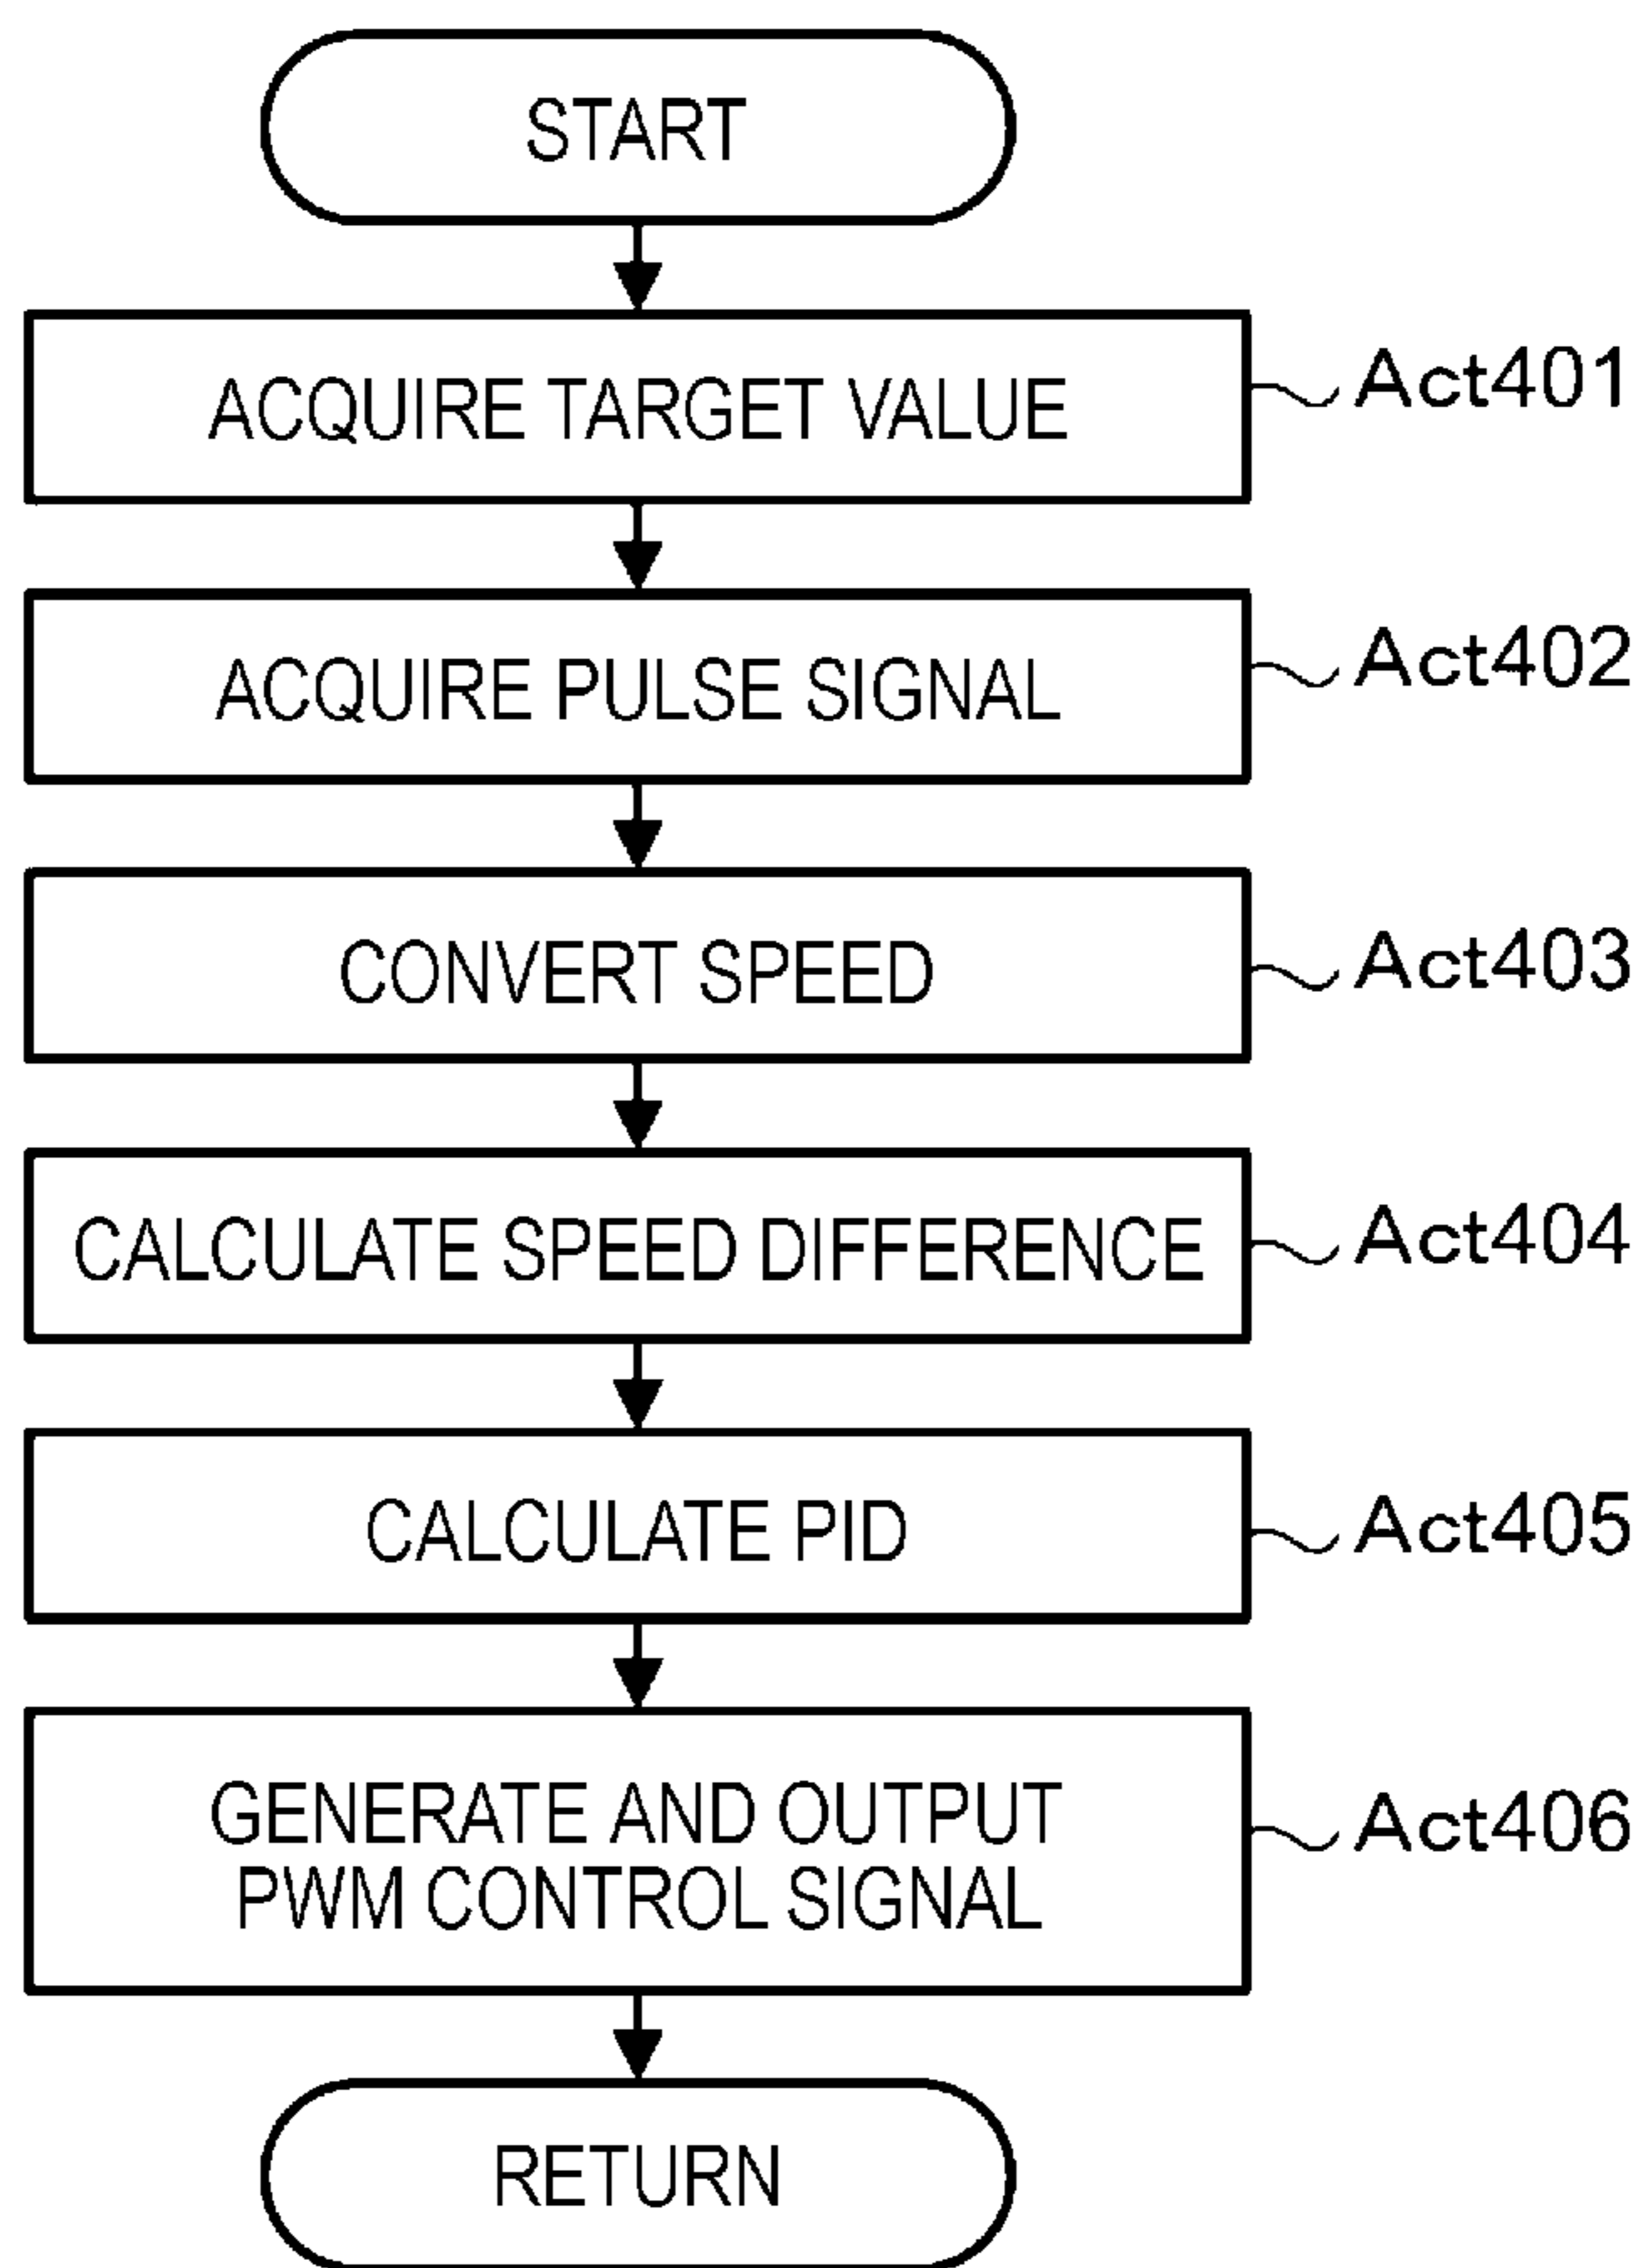 START
ACQUIRE TARGET VALUE
Act401
ACQUIRE PULSE SIGNAL
Act402
CONVERT SPEED
Act403
CALCULATE SPEED DIFFERENCE
Act404
CALCULATE PID
Act405
GENERATE AND OUTPUT
PWM CONTROL SIGNAL
Act406
RETURN